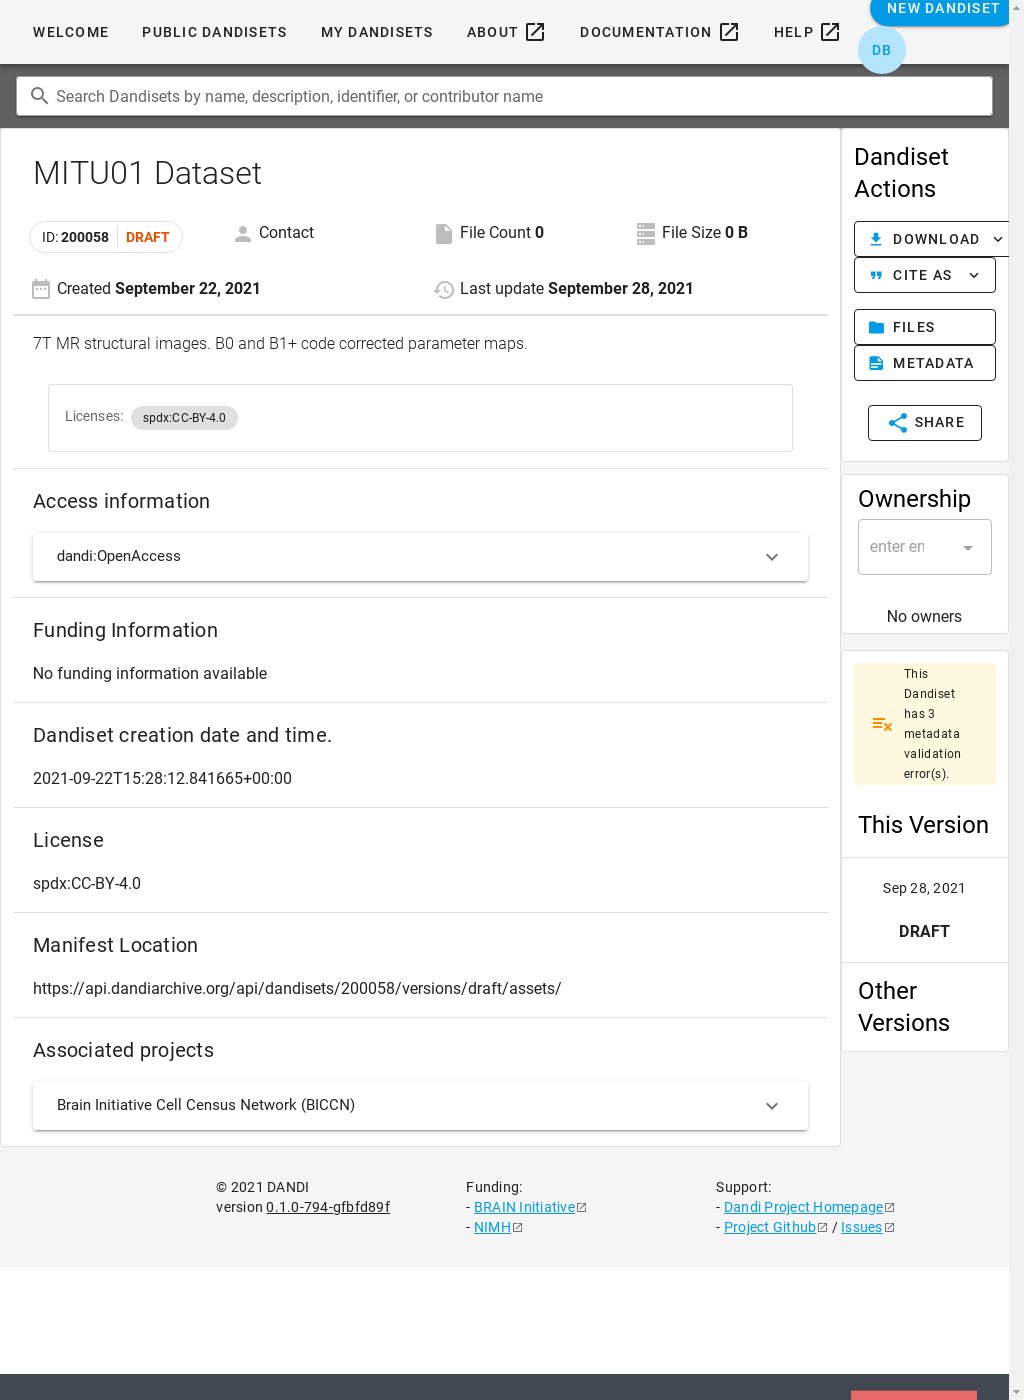 WELCOME PUBLIC DANDISETS MY DANDISETS ABOUT DOCUMENTATION HELP NEW DANDISET
DB
Search Dandisets by name, description, identifier, or contributor name
MITU01 Dataset
ID: 200058 DRAFT Contact File Count 0 File Size 0 B
Created September 22, 2021 Last update September 28, 2021
7T MR structural images. B0 and B1+ code corrected parameter maps.
Licenses: spdx:CC-BY-4.0
Access information
dandi:OpenAccess
Funding Information
No funding information available
Dandiset creation date and time.
2021-09-22T15:28:12.841665+00:00
License
spdx:CC-BY-4.0
Manifest Location
https://api.dandiarchive.org/api/dandisets/200058/versions/draft/assets/
Associated projects
Brain Initiative Cell Census Network (BICCN)
Dandiset
Actions
DOWNLOAD
CITE AS
FILES
METADATA
SHARE
Ownership
enter en
No owners
This
Dandiset
has 3
metadata
validation
error(s).
This Version
Sep 28, 2021
DRAFT
Other
Versions
© 2021 DANDI
version 0.1.0-794-gfbfd89f
Funding:
- BRAIN Initiative
- NIMH
Support:
- Dandi Project Homepage
- Project Github / Issues